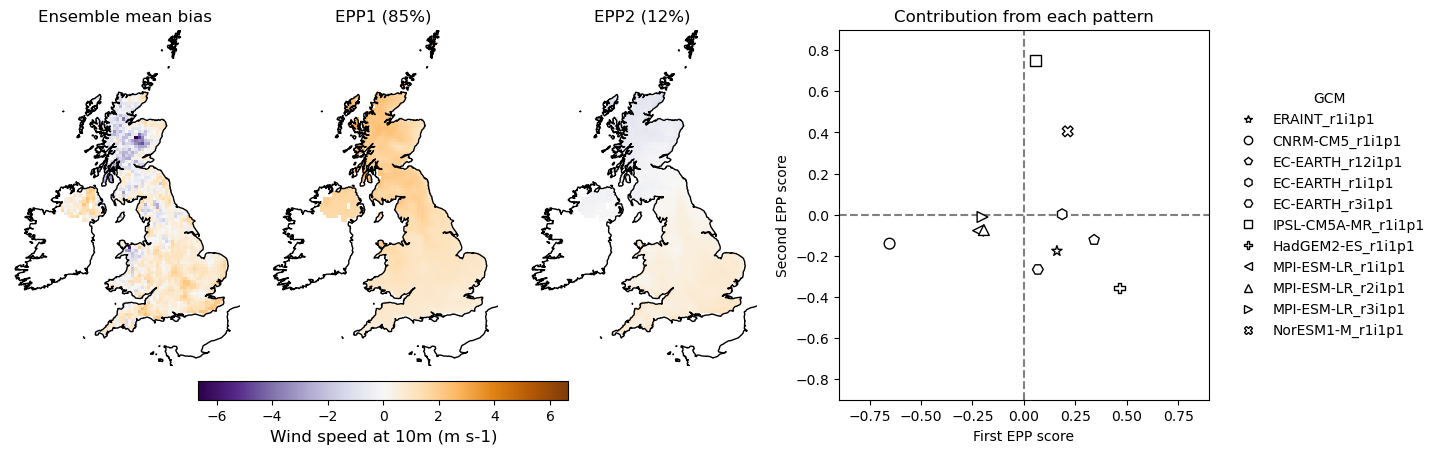 Ensemble mean bias
EPP1 (85%)
EPP2 (12%)
−6 −4 −2 0 2 4 6
Wind speed at 10m (m s-1)
Contribution from each pattern
Second EPP score
0.8
0.6
0.4
0.2
0.0
−0.2
−0.4
−0.6
−0.8
−0.75 −0.50 −0.25 0.00 0.25 0.50 0.75
First EPP score
GCM
ERAINT_r1i1p1
CNRM-CM5_r1i1p1
EC-EARTH_r12i1p1
EC-EARTH_r1i1p1
EC-EARTH_r3i1p1
IPSL-CM5A-MR_r1i1p1
HadGEM2-ES_r1i1p1
MPI-ESM-LR_r1i1p1
MPI-ESM-LR_r2i1p1
MPI-ESM-LR_r3i1p1
NorESM1-M_r1i1p1